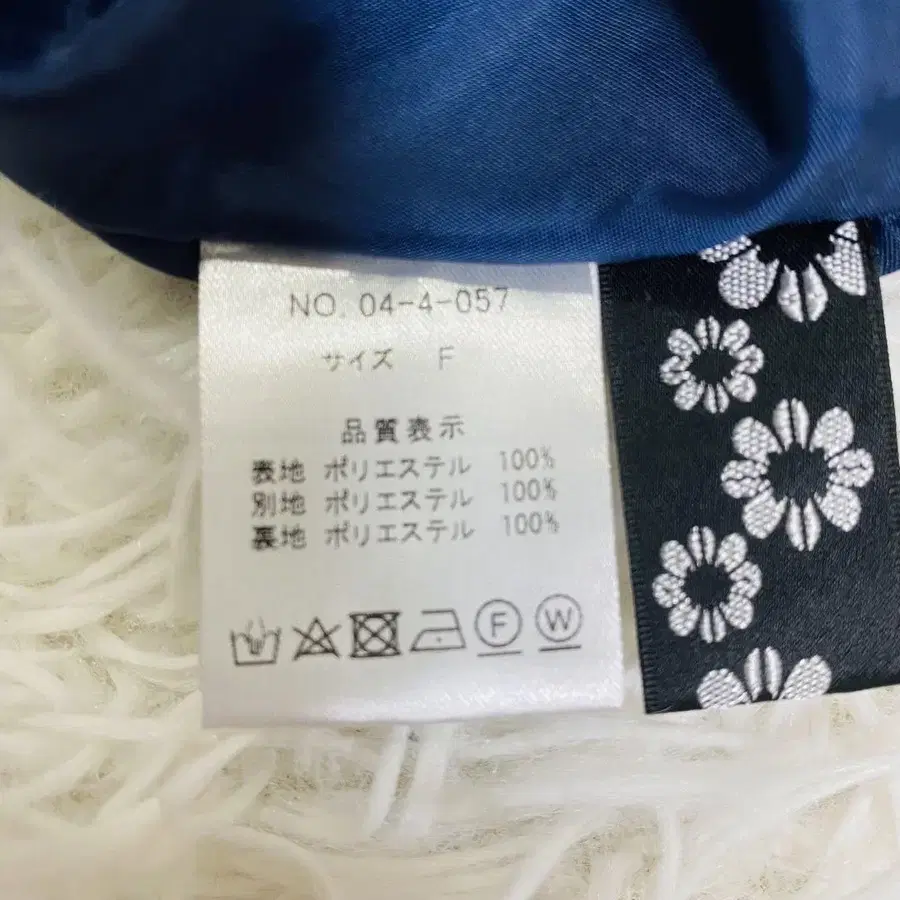 NO. 04-4-057
サイズ F
品質表示
表地 ポリエステル 100%
別地 ポリエステル 100%
裏地 ポリエステル 100%
F W